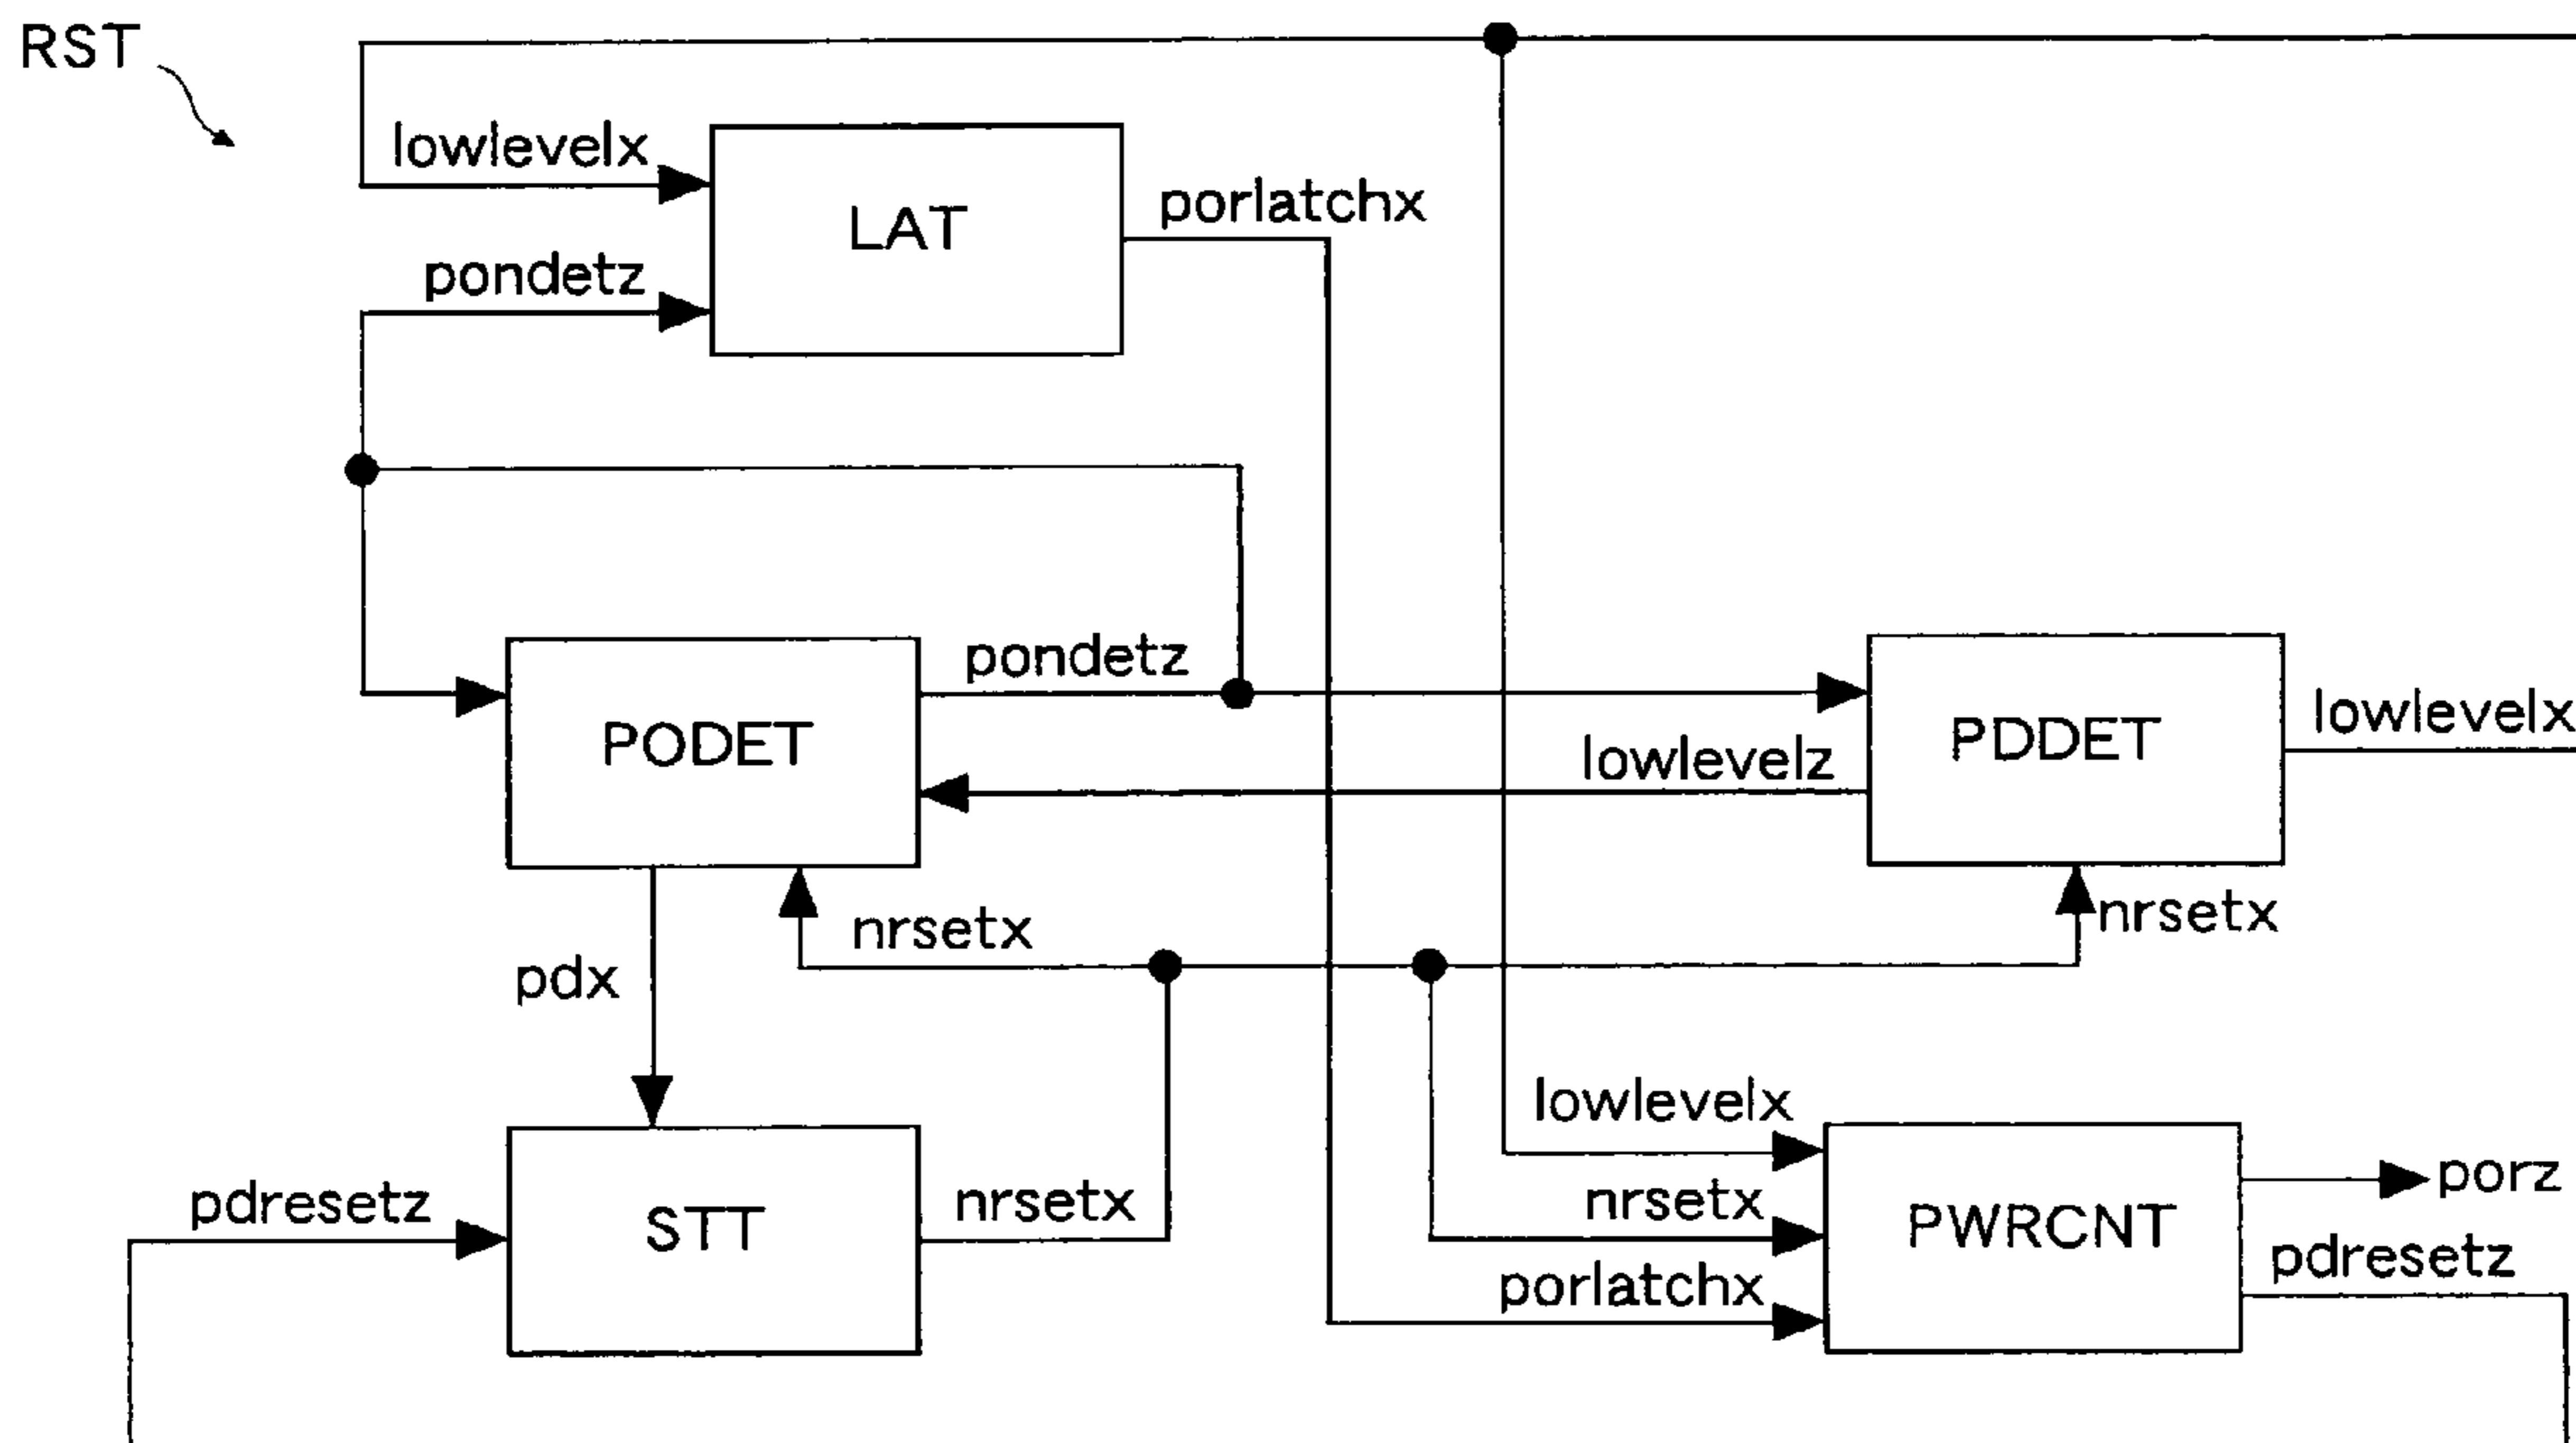 RST
lowlevelx
LAT
porlatchx
pondetz
pondetz
PODET
PDDET
lowlevelx
lowlevelz
nrsetx
nrsetx
pdx
lowlevelx
pdresetz
STT
nrsetx
nrsetx
PWRCNT
porz
porlatchx
pdresetz